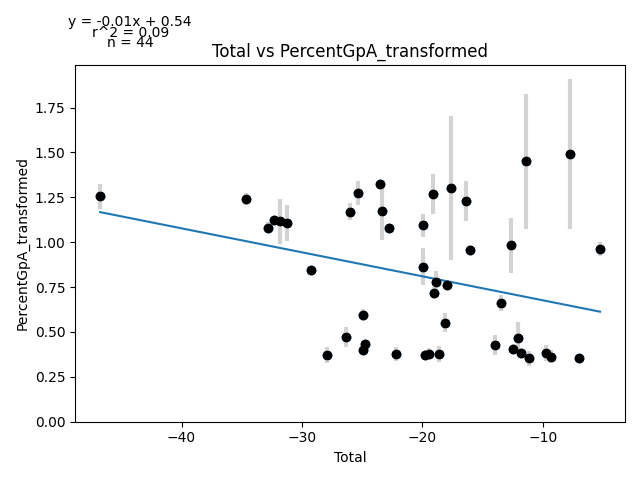 y = -0.01x + 0.54
r^2 = 0.09
n = 44
Total vs PercentGpA_transformed
PercentGpA_transformed
1.75
1.50
1.25
1.00
0.75
0.50
0.25
0.00
−40
−30
−20
−10
Total